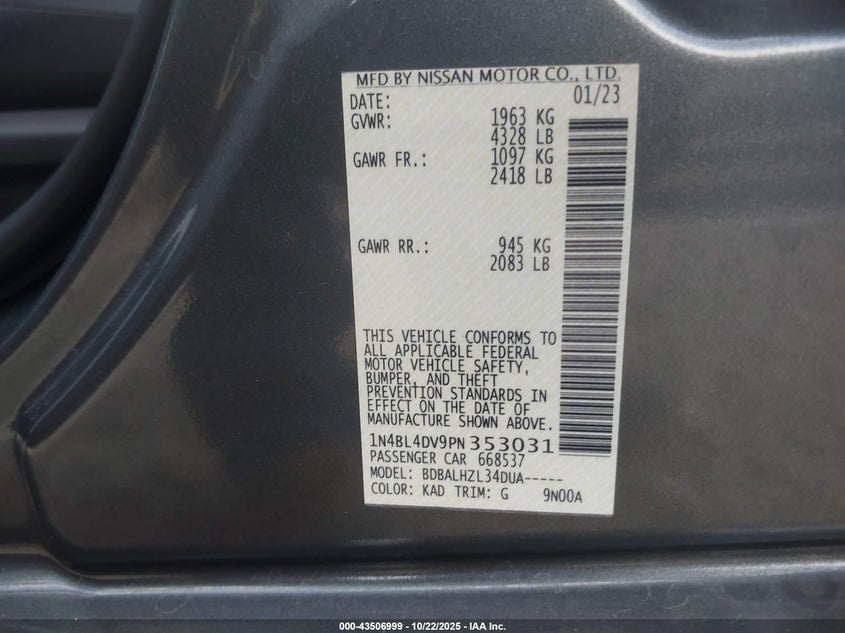 MFD BY NISSAN MOTOR CO., LTD.
DATE: 01/23
GVWR: 1963 KG
4328 LB
GAWR FR.: 1097 KG
2418 LB
GAWR RR.: 945 KG
2083 LB
THIS VEHICLE CONFORMS TO
ALL APPLICABLE FEDERAL
MOTOR VEHICLE SAFETY,
BUMPER, AND THEFT
PREVENTION STANDARDS IN
EFFECT ON THE DATE OF
MANUFACTURE SHOWN ABOVE.
1N4BL4DV9PN353031
PASSENGER CAR 668537
MODEL: BDBALHZL34DUA-----
COLOR: KAD TRIM: G 9N00A
000-43506999 - 10/22/2025 - IAA Inc.